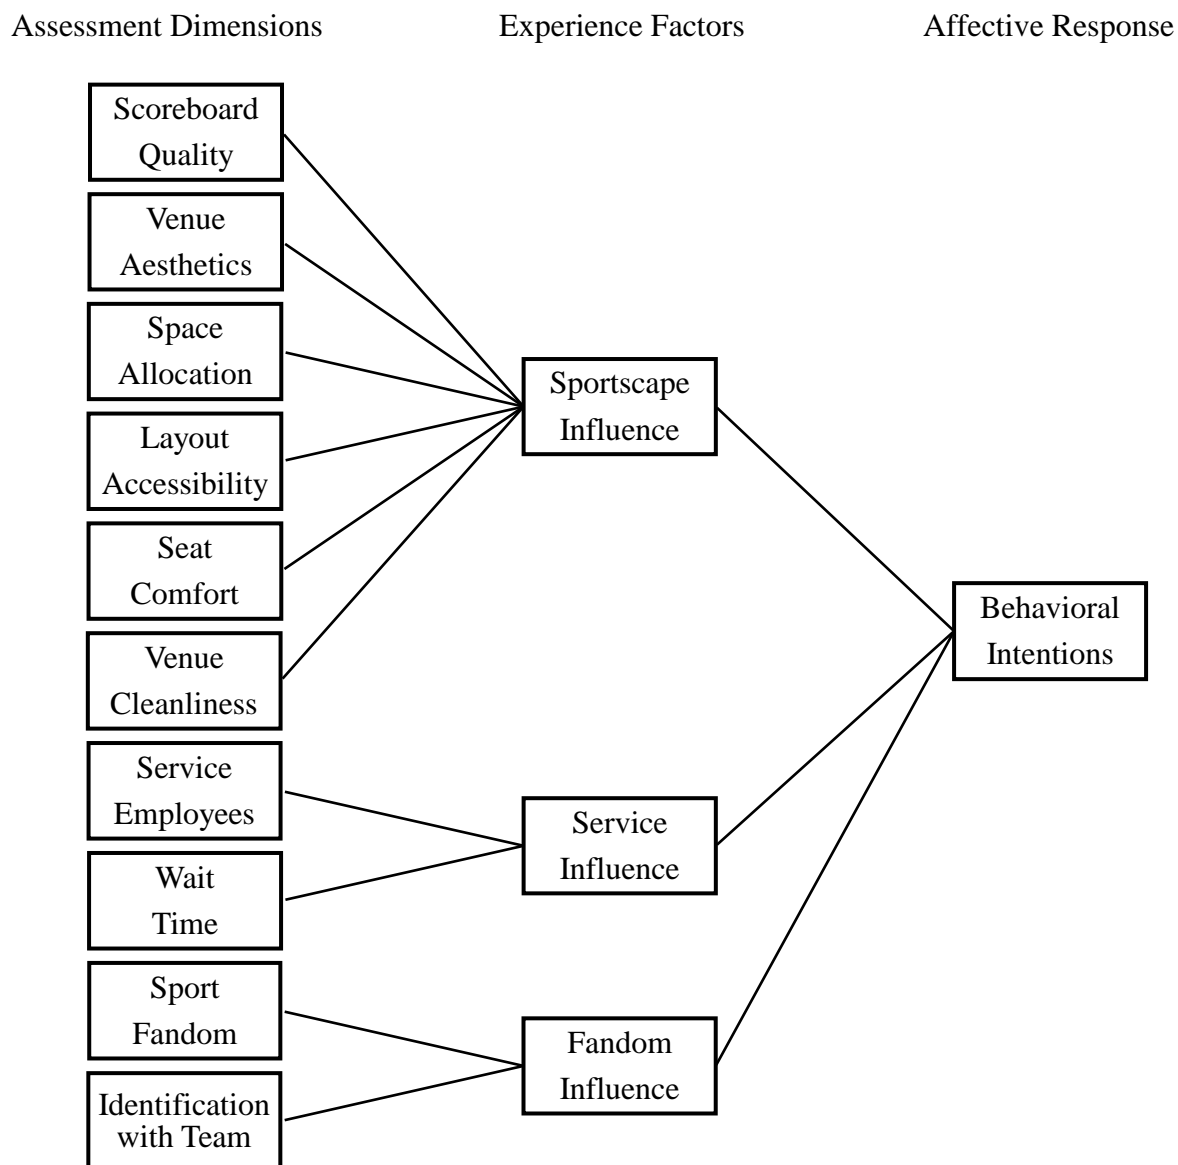 Assessment Dimensions
Experience Factors
Affective Response
Scoreboard
Quality
Venue
Aesthetics
Space
Allocation
Layout
Accessibility
Seat
Comfort
Venue
Cleanliness
Service
Employees
Wait
Time
Sport
Fandom
Identification
with Team
Sportscape
Influence
Service
Influence
Fandom
Influence
Behavioral
Intentions